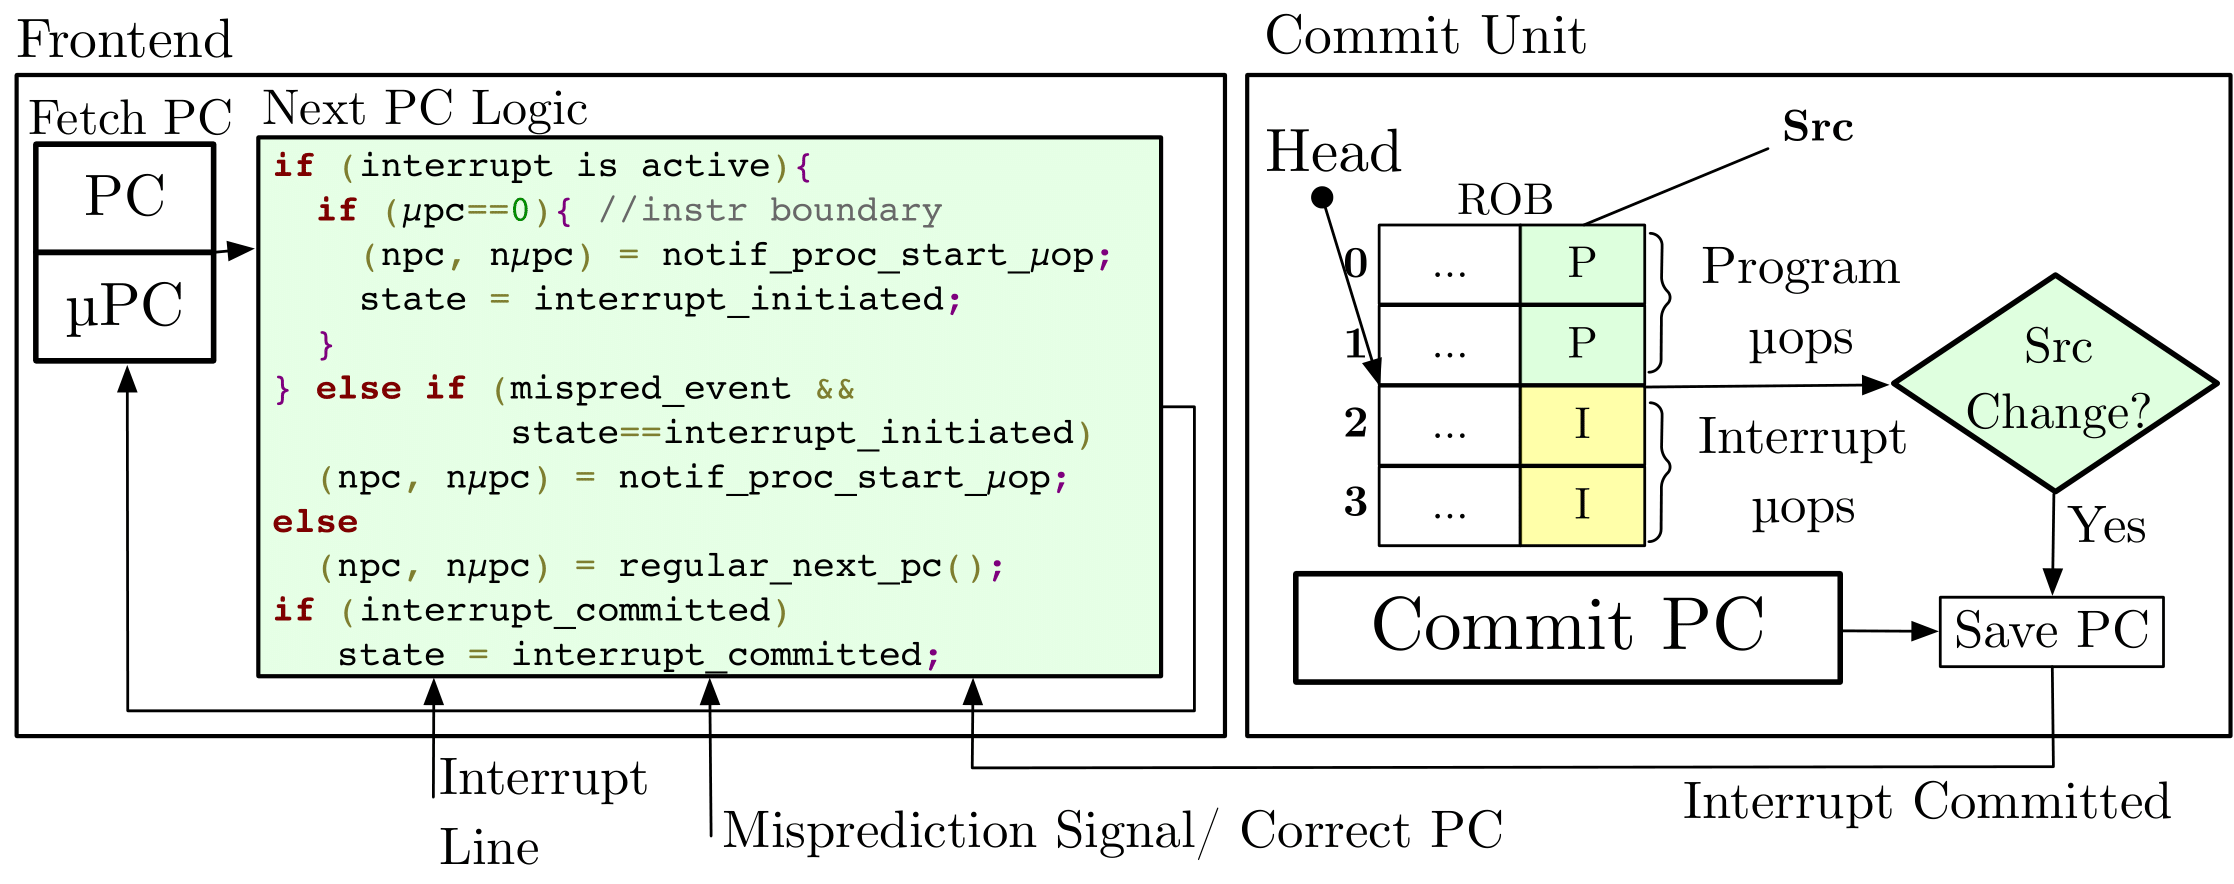 Frontend
Fetch PC
PC
µPC
Next PC Logic
if (interrupt is active){
if (µpc==0){ //instr boundary
(npc, nµpc) = notif_proc_start_µop;
state = interrupt_initiated;
}
} else if (mispred_event &&
state==interrupt_initiated)
(npc, nµpc) = notif_proc_start_µop;
else
(npc, nµpc) = regular_next_pc();
if (interrupt_committed)
state = interrupt_committed;
Interrupt
Line
Misprediction Signal/ Correct PC
Commit Unit
Head
ROB
Src
0 ... P
1 ... P
2 ... I
3 ... I
Program
µops
Interrupt
µops
Src
Change?
Yes
Commit PC
Save PC
Interrupt Committed